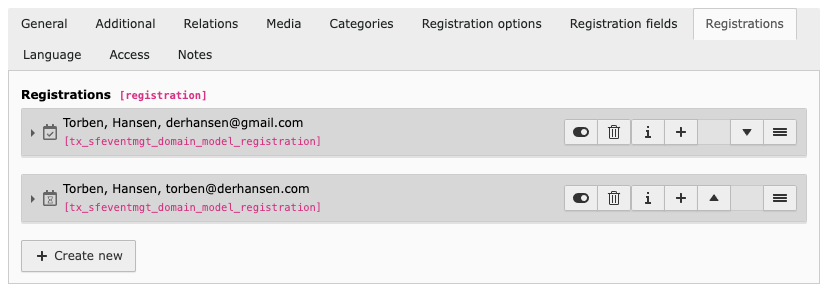 General Additional Relations Media Categories Registration options Registration fields Registrations
Language Access Notes
Registrations [registration]
Torben, Hansen, derhansen@gmail.com
[tx_sfeventmgt_domain_model_registration]
Torben, Hansen, torben@derhansen.com
[tx_sfeventmgt_domain_model_registration]
+ Create new